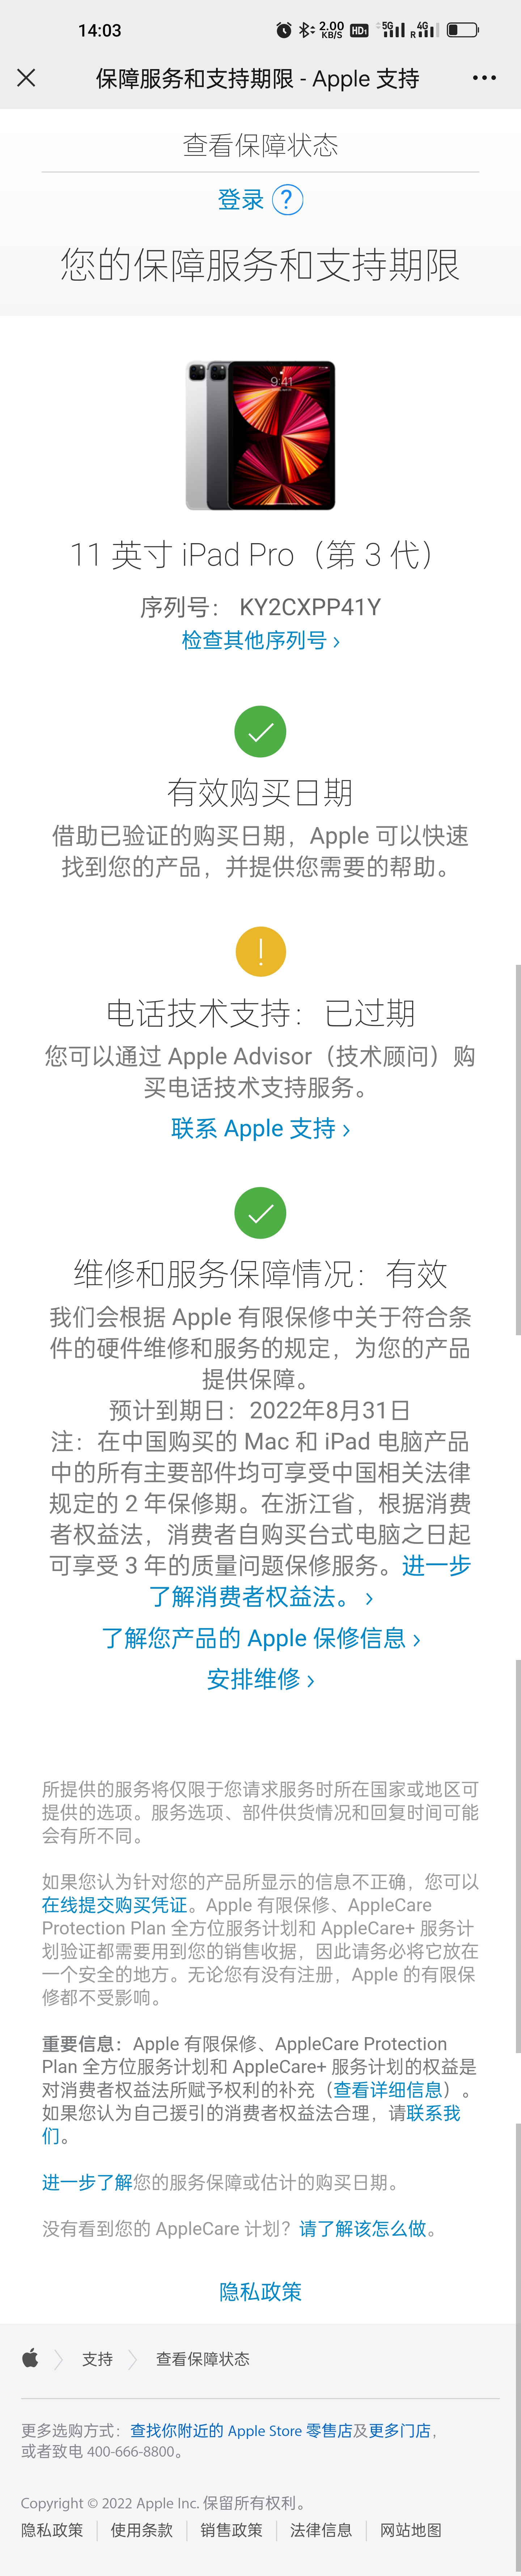 14:03
2.00
KB/S
HD
5G
R 4G
保障服务和支持期限 - Apple 支持
查看保障状态
登录 ?
您的保障服务和支持期限
9:41
11 英寸 iPad Pro（第 3 代）
序列号： KY2CXPP41Y
检查其他序列号 ›
有效购买日期
借助已验证的购买日期，Apple 可以快速
找到您的产品，并提供您需要的帮助。
电话技术支持：已过期
您可以通过 Apple Advisor（技术顾问）购
买电话技术支持服务。
联系 Apple 支持 ›
维修和服务保障情况：有效
我们会根据 Apple 有限保修中关于符合条
件的硬件维修和服务的规定，为您的产品
提供保障。
预计到期日：2022年8月31日
注：在中国购买的 Mac 和 iPad 电脑产品
中的所有主要部件均可享受中国相关法律
规定的 2 年保修期。在浙江省，根据消费
者权益法，消费者自购买台式电脑之日起
可享受 3 年的质量问题保修服务。进一步
了解消费者权益法。 ›
了解您产品的 Apple 保修信息 ›
安排维修 ›
所提供的服务将仅限于您请求服务时所在国家或地区可
提供的选项。服务选项、部件供货情况和回复时间可能
会有所不同。
如果您认为针对您的产品所显示的信息不正确，您可以
在线提交购买凭证。Apple 有限保修、AppleCare
Protection Plan 全方位服务计划和 AppleCare+ 服务计
划验证都需要用到您的销售收据，因此请务必将它放在
一个安全的地方。无论您有没有注册，Apple 的有限保
修都不受影响。
重要信息：Apple 有限保修、AppleCare Protection
Plan 全方位服务计划和 AppleCare+ 服务计划的权益是
对消费者权益法所赋予权利的补充（查看详细信息）。
如果您认为自己援引的消费者权益法合理，请联系我
们。
进一步了解您的服务保障或估计的购买日期。
没有看到您的 AppleCare 计划？请了解该怎么做。
隐私政策
支持 查看保障状态
更多选购方式：查找你附近的 Apple Store 零售店及更多门店，
或者致电 400-666-8800。
Copyright © 2022 Apple Inc. 保留所有权利。
隐私政策 使用条款 销售政策 法律信息 网站地图